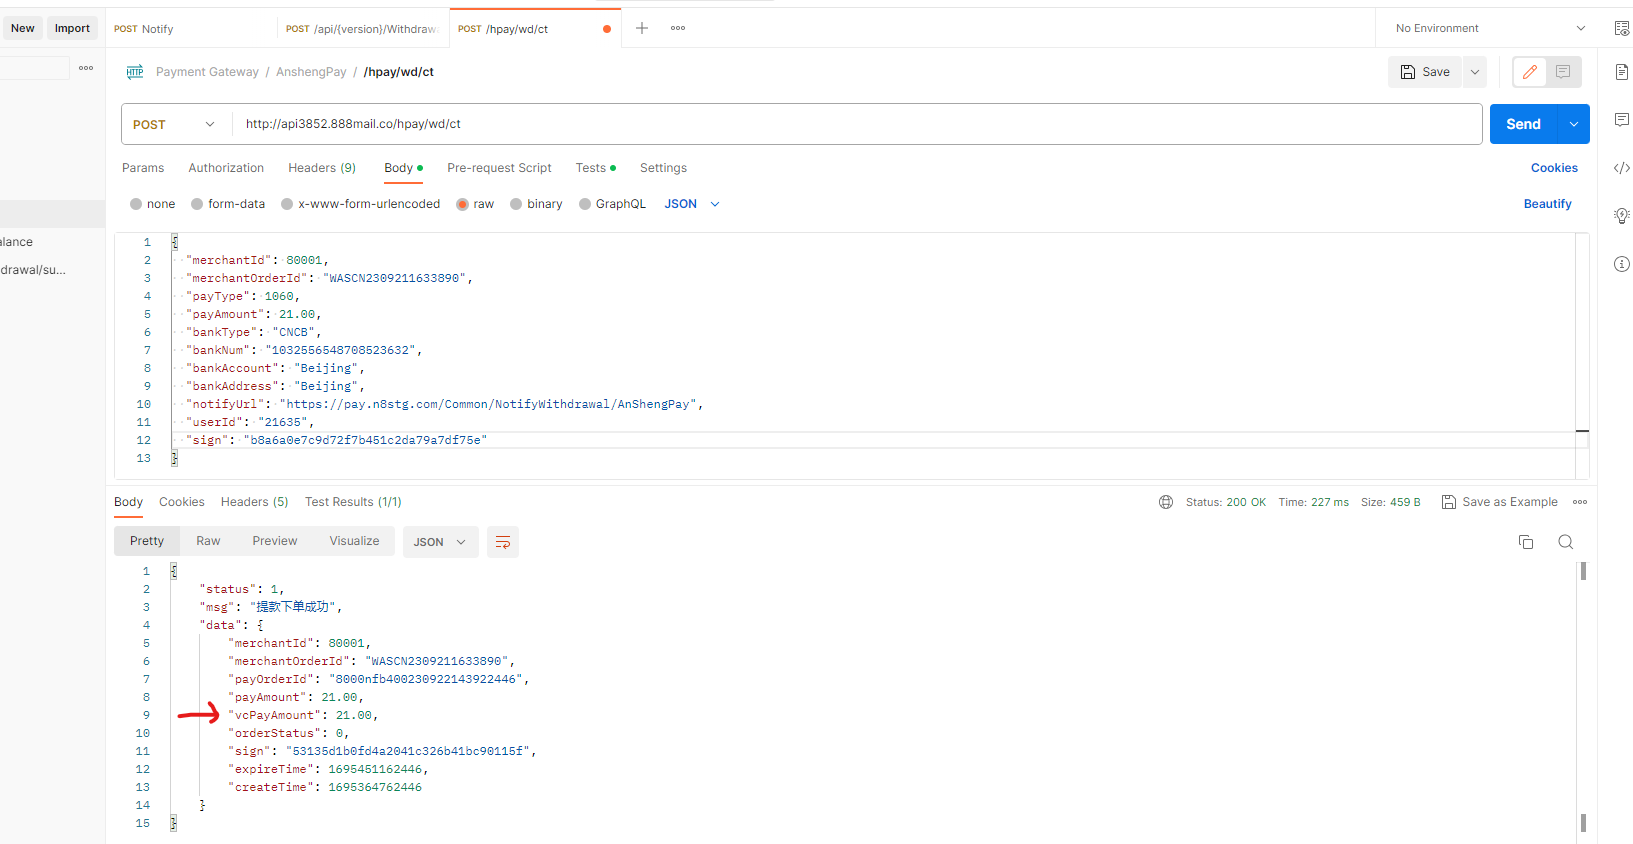 New
Import
POST Notify
POST /api/{version}/Withdraw
POST /hpay/wd/ct
No Environment
Payment Gateway / AnshengPay / /hpay/wd/ct
Save
POST
http://api3852.888mail.co/hpay/wd/ct
Send
Params
Authorization
Headers (9)
Body
Pre-request Script
Tests
Settings
Cookies
none
form-data
x-www-form-urlencoded
raw
binary
GraphQL
JSON
Beautify
alance
drawal/su...
1 {
2 "merchantId": 80001,
3 "merchantOrderId": "WASCN2309211633890",
4 "payType": 1060,
5 "payAmount": 21.00,
6 "bankType": "CNCB",
7 "bankNum": "1032556548708523632",
8 "bankAccount": "Beijing",
9 "bankAddress": "Beijing",
10 "notifyUrl": "https://pay.n8stg.com/Common/NotifyWithdrawal/AnShengPay",
11 "userId": "21635",
12 "sign": "b8a6a0e7c9d72f7b451c2da79a7df75e"
13 }
Body
Cookies
Headers (5)
Test Results (1/1)
Status: 200 OK
Time: 227 ms
Size: 459 B
Save as Example
Pretty
Raw
Preview
Visualize
JSON
1 {
2 "status": 1,
3 "msg": "提款下单成功",
4 "data": {
5 "merchantId": 80001,
6 "merchantOrderId": "WASCN2309211633890",
7 "payOrderId": "8000nfb400230922143922446",
8 "payAmount": 21.00,
9 "vcPayAmount": 21.00,
10 "orderStatus": 0,
11 "sign": "53135d1b0fd4a2041c326b41bc90115f",
12 "expireTime": 1695451162446,
13 "createTime": 1695364762446
14 }
15 }